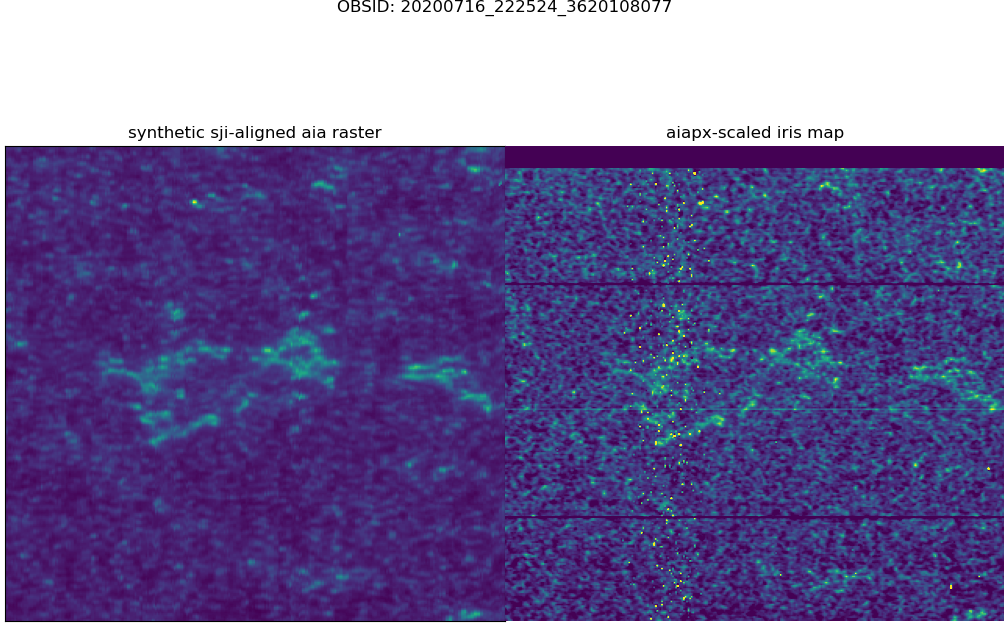 OBSID: 20200716_222524_3620108077
synthetic sji-aligned aia raster
aiapx-scaled iris map